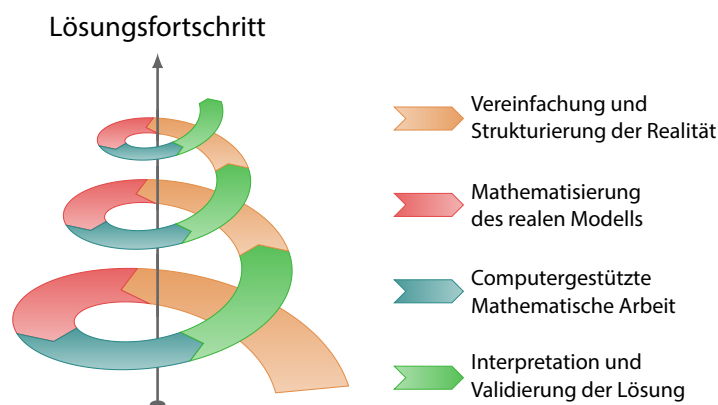 Lösungsfortschritt
Vereinfachung und
Strukturierung der Realität
Mathematisierung
des realen Modells
Computergestützte
Mathematische Arbeit
Interpretation und
Validierung der Lösung